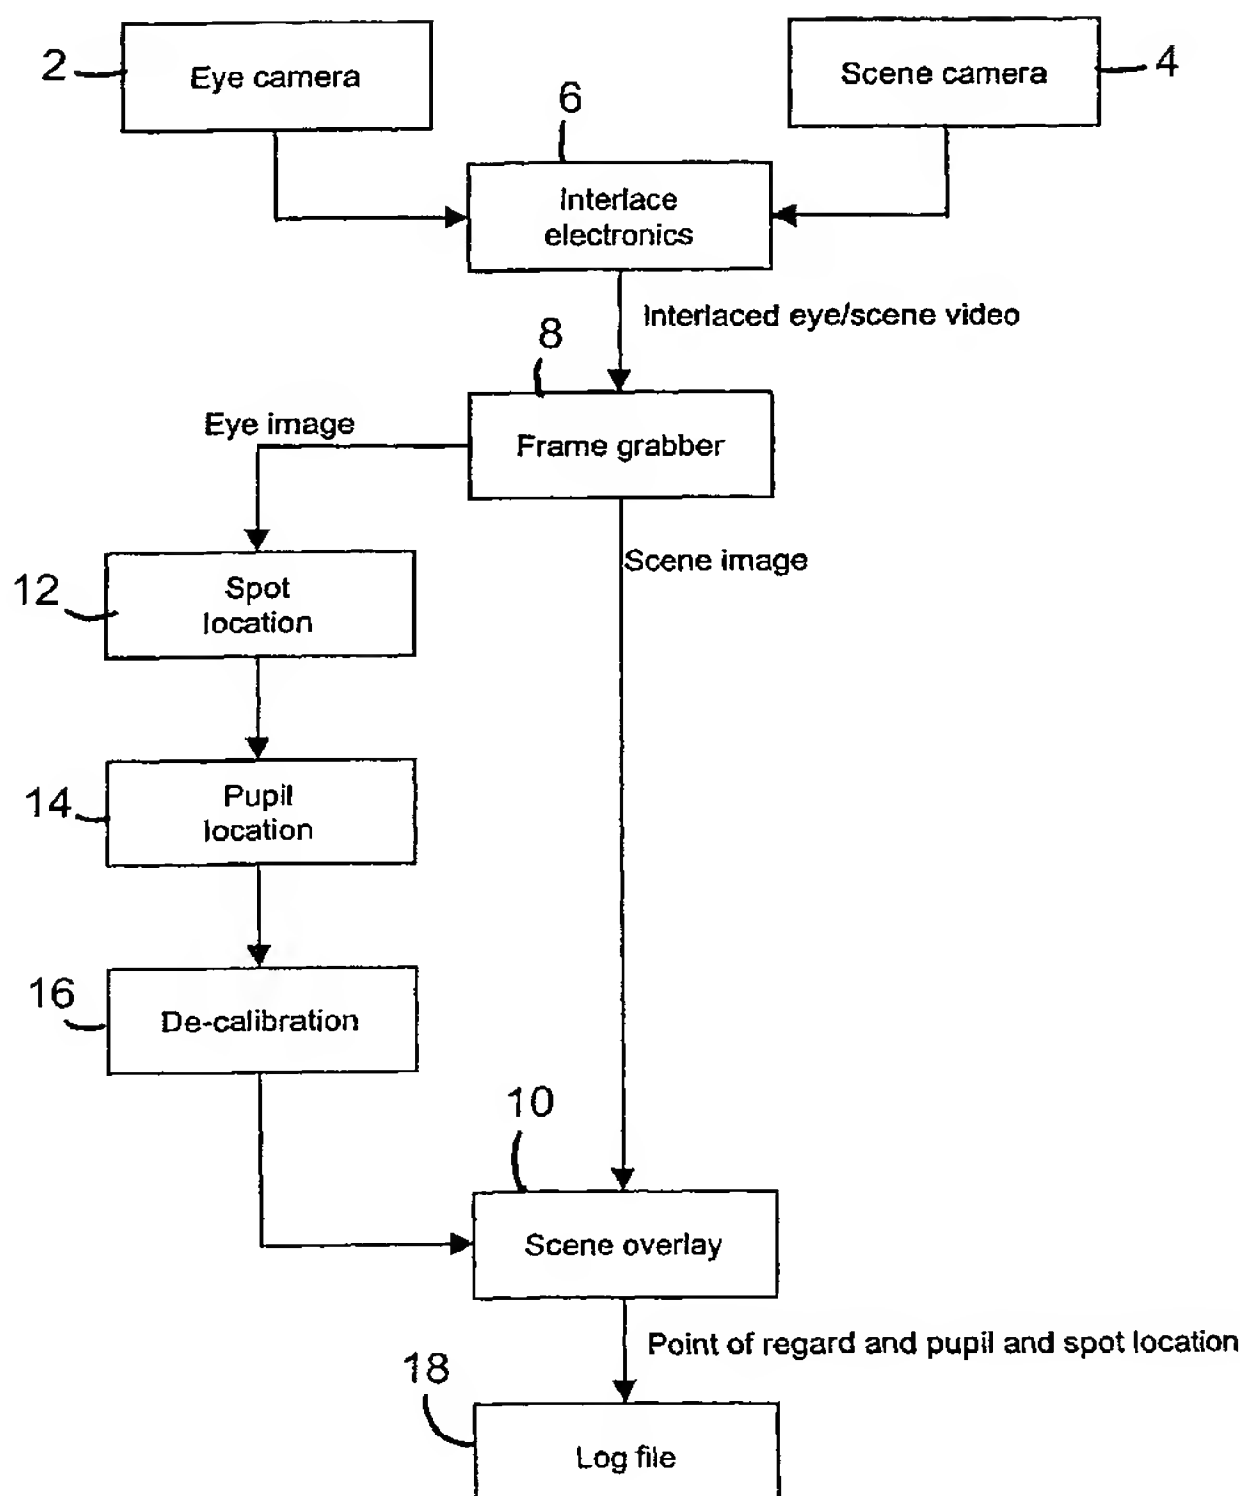 2
Eye camera
Scene camera
4
6
Interlace
electronics
Interlaced eye/scene video
8
Eye image
Frame grabber
Scene image
12
Spot
location
14
Pupil
location
16
De-calibration
10
Scene overlay
Point of regard and pupil and spot location
18
Log file